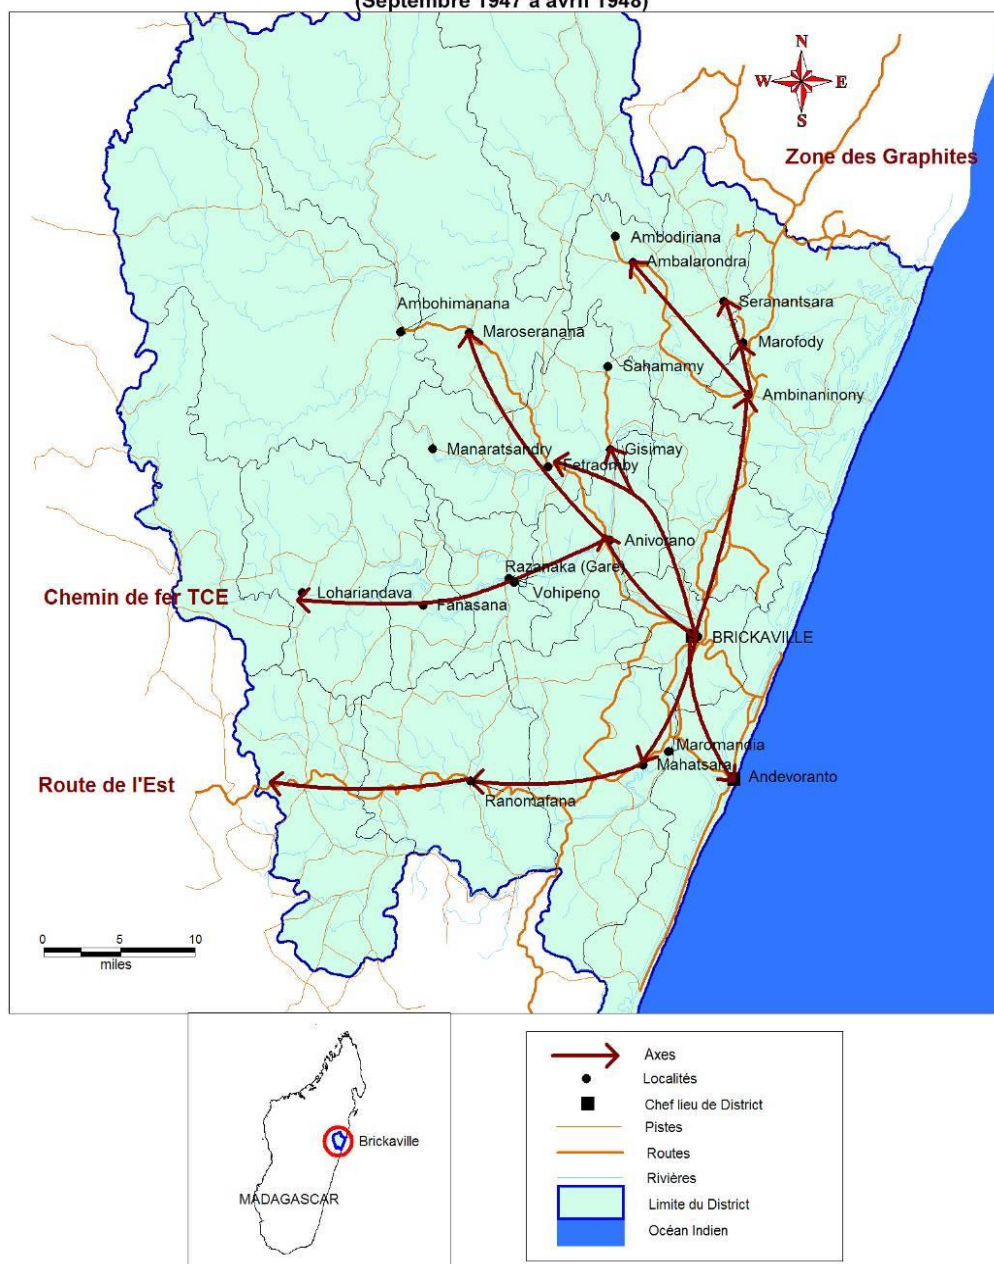 (Septembre 1947 à avril 1948)
N
W E
S
Zone des Graphites
Ambodiriana
Ambalarondra
Seranantsara
Ambohimanana
Maroseranana
Marofody
Sahamamy
Ambinaninony
Manaratsandry
Gisimay
Fetraomby
Anivorano
Razanaka (Gare)
Chemin de fer TCE
Lohariandava
Vohipeno
Fanasana
BRICKAVILLE
Maromandia
Mahatsara
Route de l'Est
Andevoranto
Ranomafana
0 5 10
miles
Brickaville
MADAGASCAR
Axes
Localités
Chef lieu de District
Pistes
Routes
Rivières
Limite du District
Océan Indien